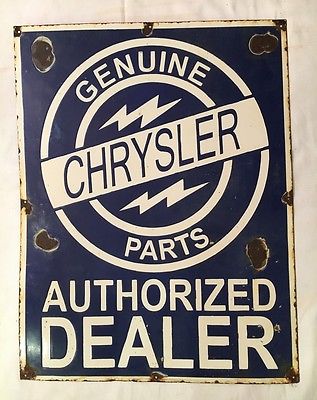 GENUINE
CHRYSLER
PARTS
AUTHORIZED
DEALER